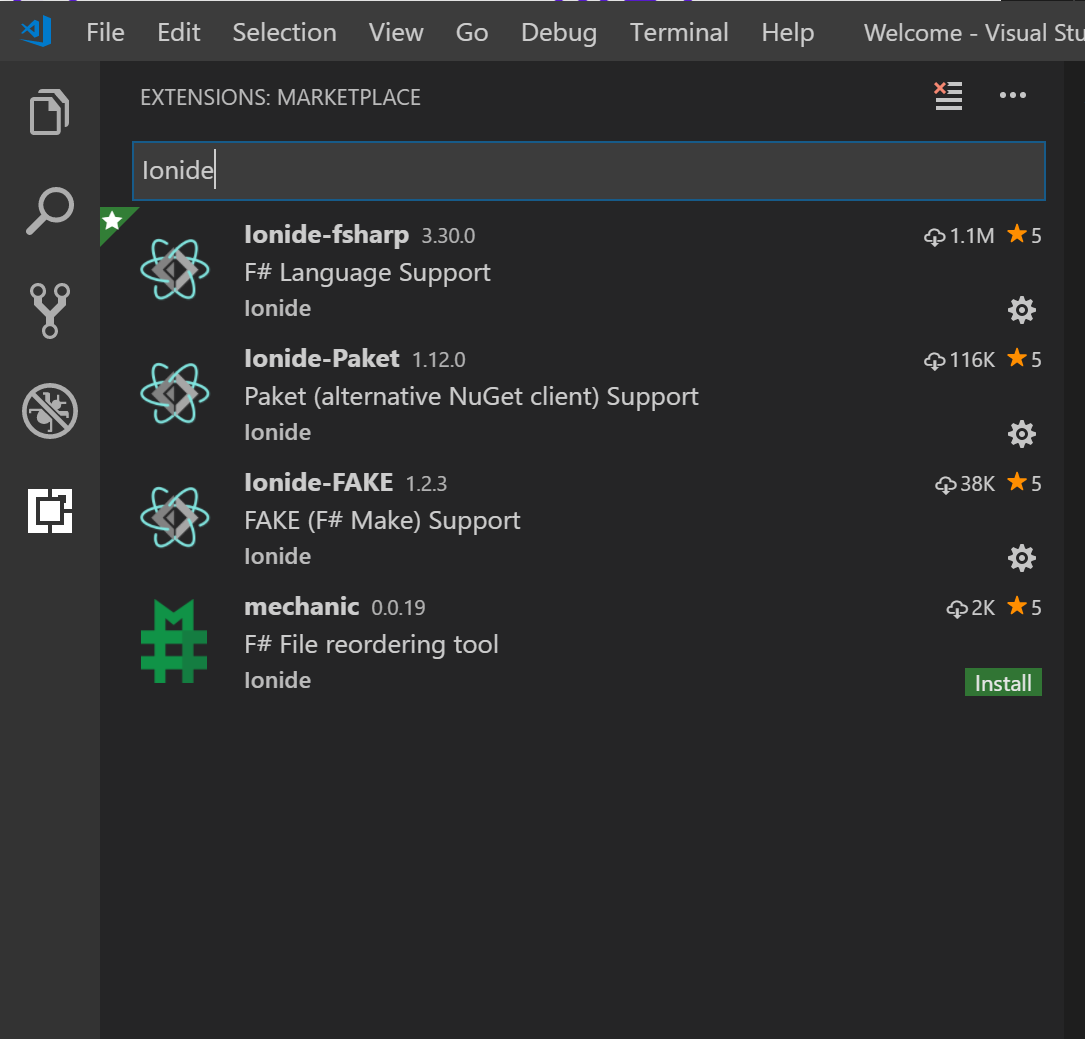 File Edit Selection View Go Debug Terminal Help Welcome - Visual Stu
EXTENSIONS: MARKETPLACE
Ionide
Ionide-fsharp 3.30.0 1.1M 5
F# Language Support
Ionide
Ionide-Paket 1.12.0 116K 5
Paket (alternative NuGet client) Support
Ionide
Ionide-FAKE 1.2.3 38K 5
FAKE (F# Make) Support
Ionide
mechanic 0.0.19 2K 5
F# File reordering tool
Ionide
Install